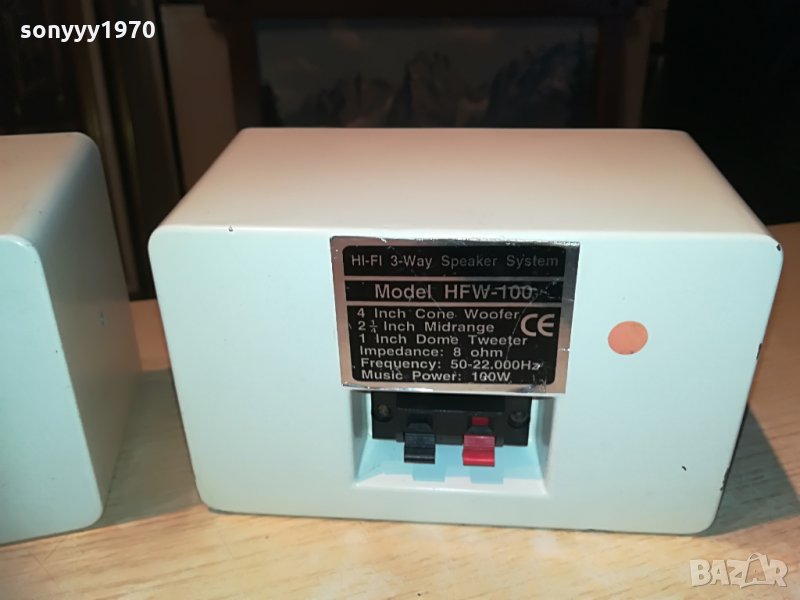 sonyyy1970
HI-FI 3-Way Speaker System
Model HFW-100
4 Inch Cone Woofer
2 1/4 Inch Midrange
1 Inch Dome Tweeter
CE
Impedance: 8 ohm
Frequency: 50-22.000Hz
Music Power: 100W
BAZAR